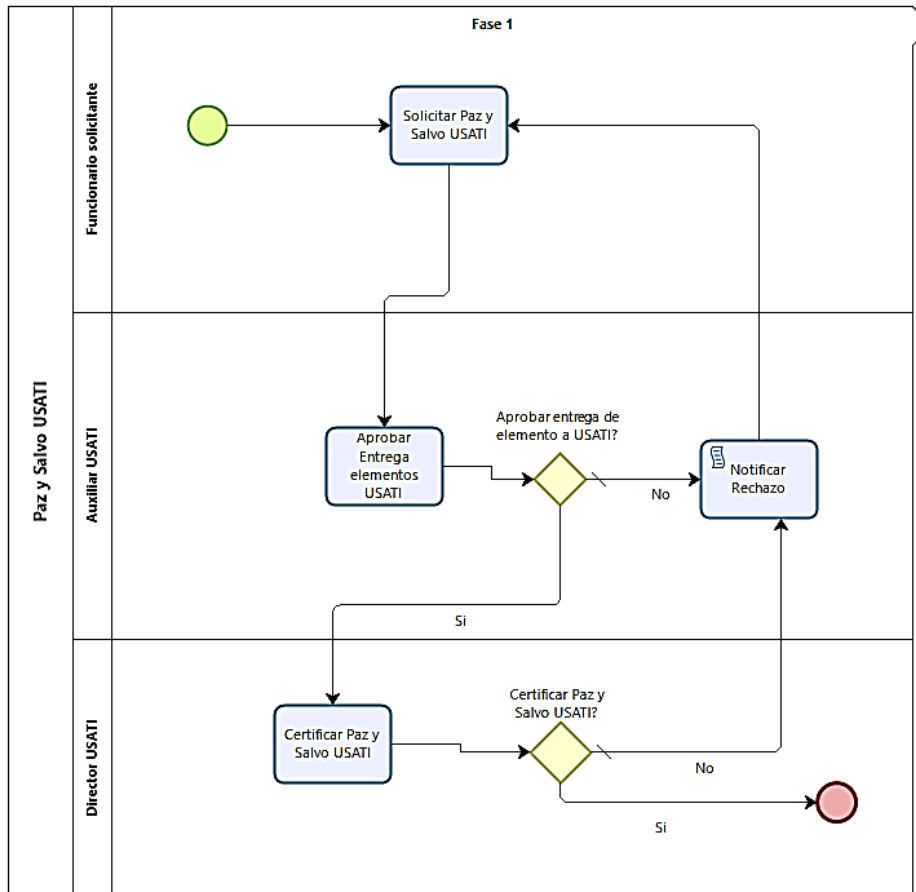 Fase 1
Paz y Salvo USATI
Funcionario solicitante
Solicitar Paz y
Salvo USATI
Auxiliar USATI
Aprobar
Entrega
elementos
USATI
Aprobar entrega de
elemento a USATI?
No
Notificar
Rechazo
Si
Director USATI
Certificar Paz y
Salvo USATI
Certificar Paz y
Salvo USATI?
No
Si